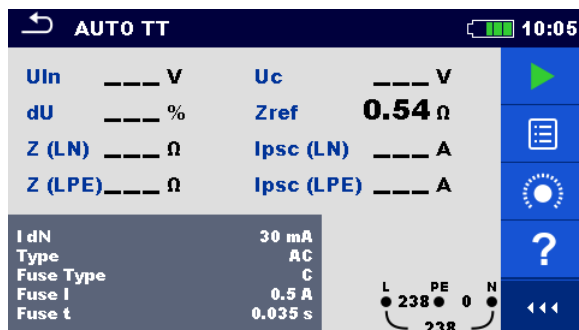 AUTO TT 10:05
Uln ___ V Uc ___ V
dU ___ % Zref 0.54 Ω
Z (LN) ___ Ω Ipsc (LN) ___ A
Z (LPE)___ Ω Ipsc (LPE) ___ A
I dN 30 mA
Type AC
Fuse Type C
Fuse I 0.5 A
Fuse t 0.035 s
?
L PE N
238 0
238